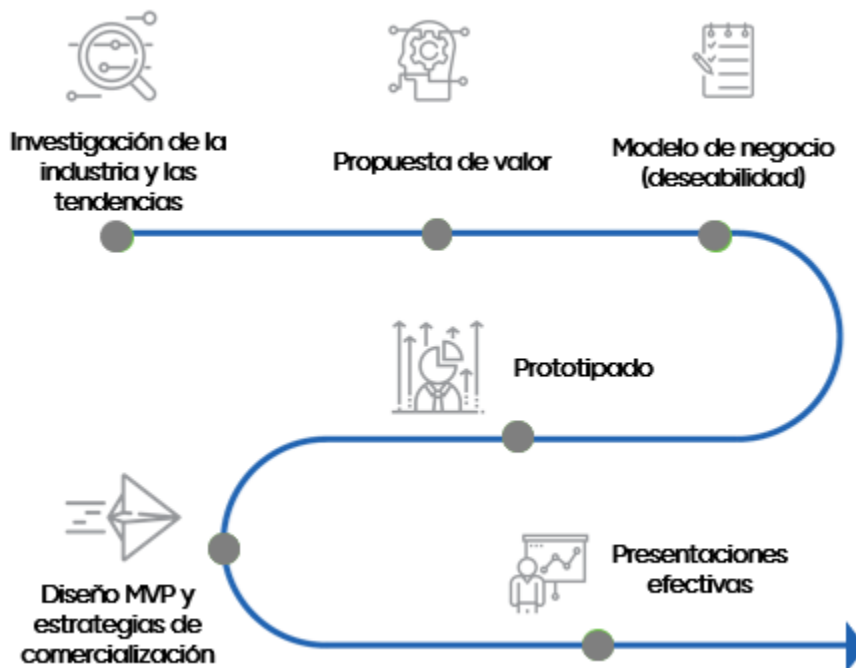 Investigación de la
industria y las
tendencias
Propuesta de valor
Modelo de negocio
(deseabilidad)
Prototipado
Diseño MVP y
estrategias de
comercialización
Presentaciones
efectivas